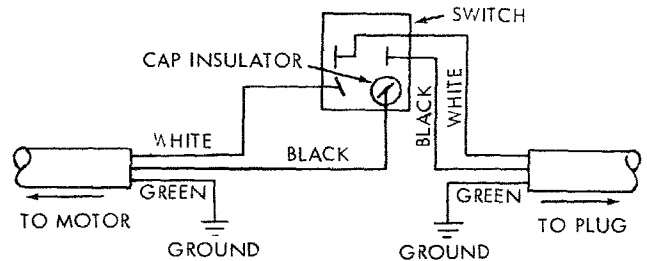 SWITCH
CAP INSULATOR
WHITE
BLACK
BLACK
WHITE
GREEN
GREEN
TO MOTOR
TO PLUG
GROUND
GROUND